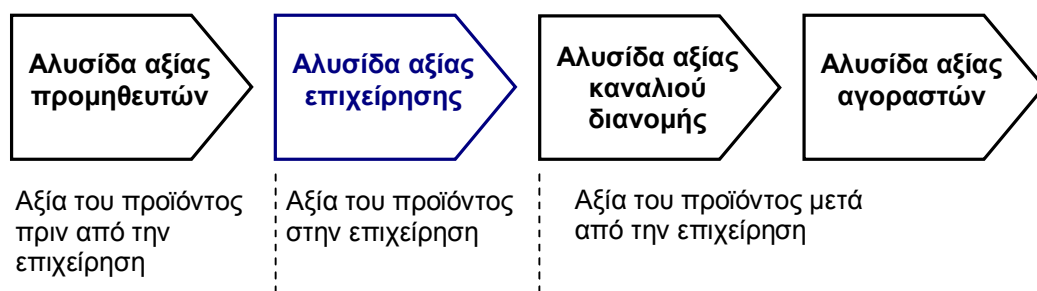 Αλυσίδα αξίας
προμηθευτών
Αλυσίδα αξίας
επιχείρησης
Αλυσίδα αξίας
καναλιού
διανομής
Αλυσίδα αξίας
αγοραστών
Αξία του προϊόντος
πριν από την
επιχείρηση
Αξία του προϊόντος
στην επιχείρηση
Αξία του προϊόντος μετά
από την επιχείρηση